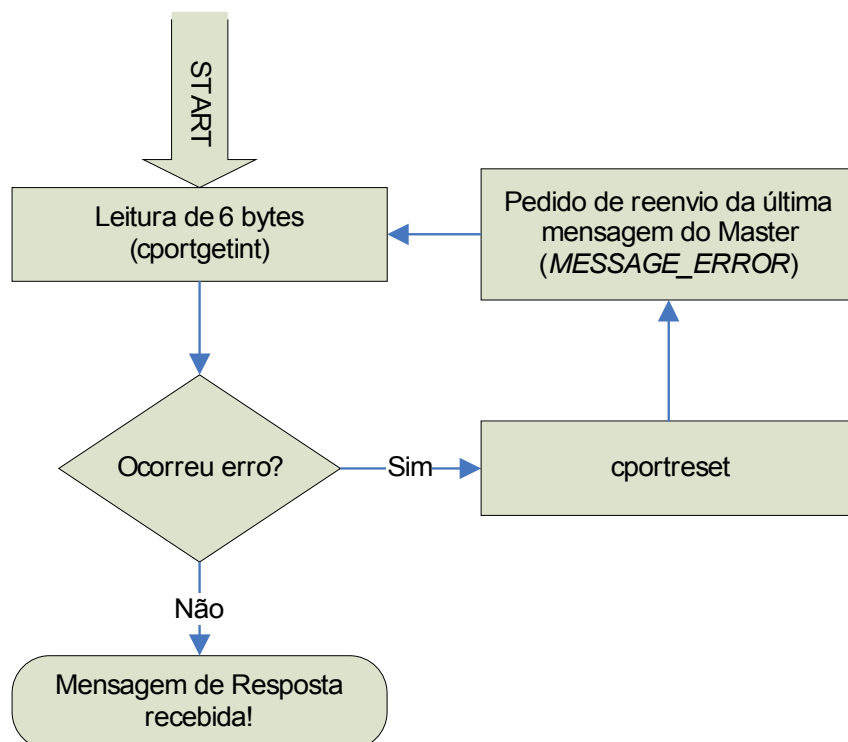 START
Leitura de 6 bytes
(cportgetint)
Pedido de reenvio da última
mensagem do Master
(MESSAGE_ERROR)
Ocorreu erro?
Sim
cportreset
Não
Mensagem de Resposta
recebida!